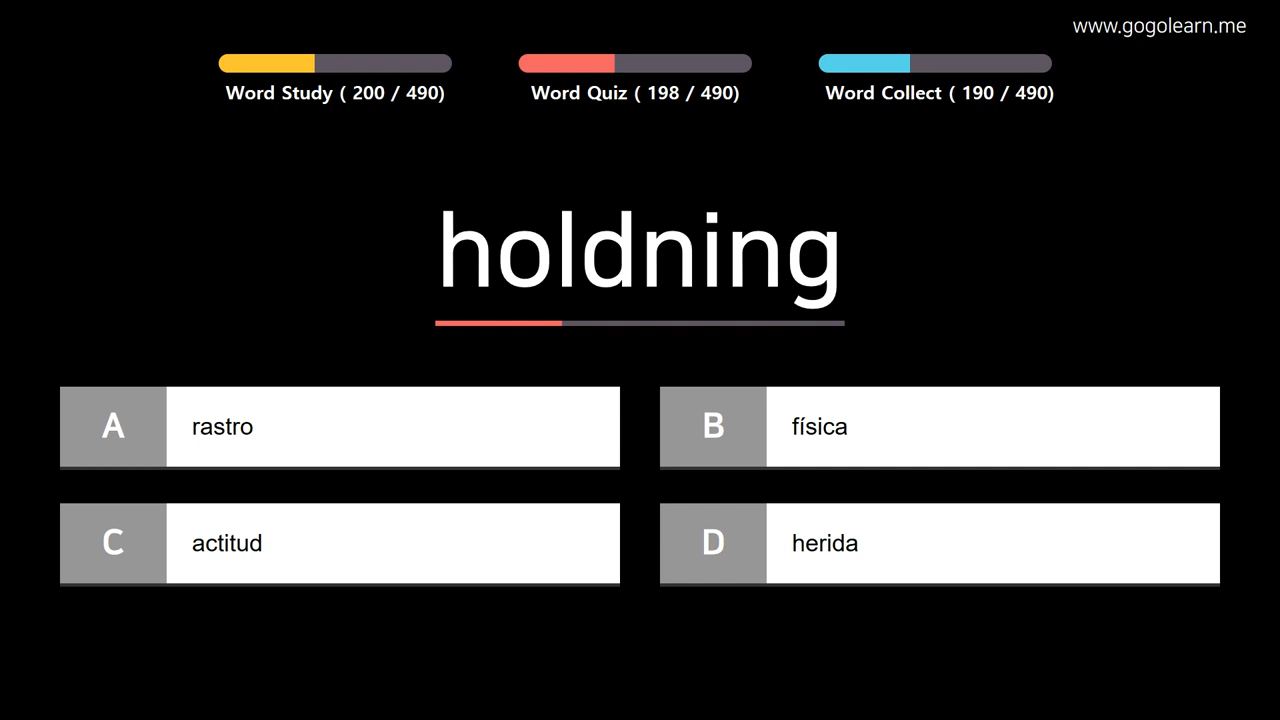 www.gogolearn.me
Word Study ( 200 / 490)
Word Quiz ( 198 / 490)
Word Collect ( 190 / 490)
holdning
A rastro
B física
C actitud
D herida